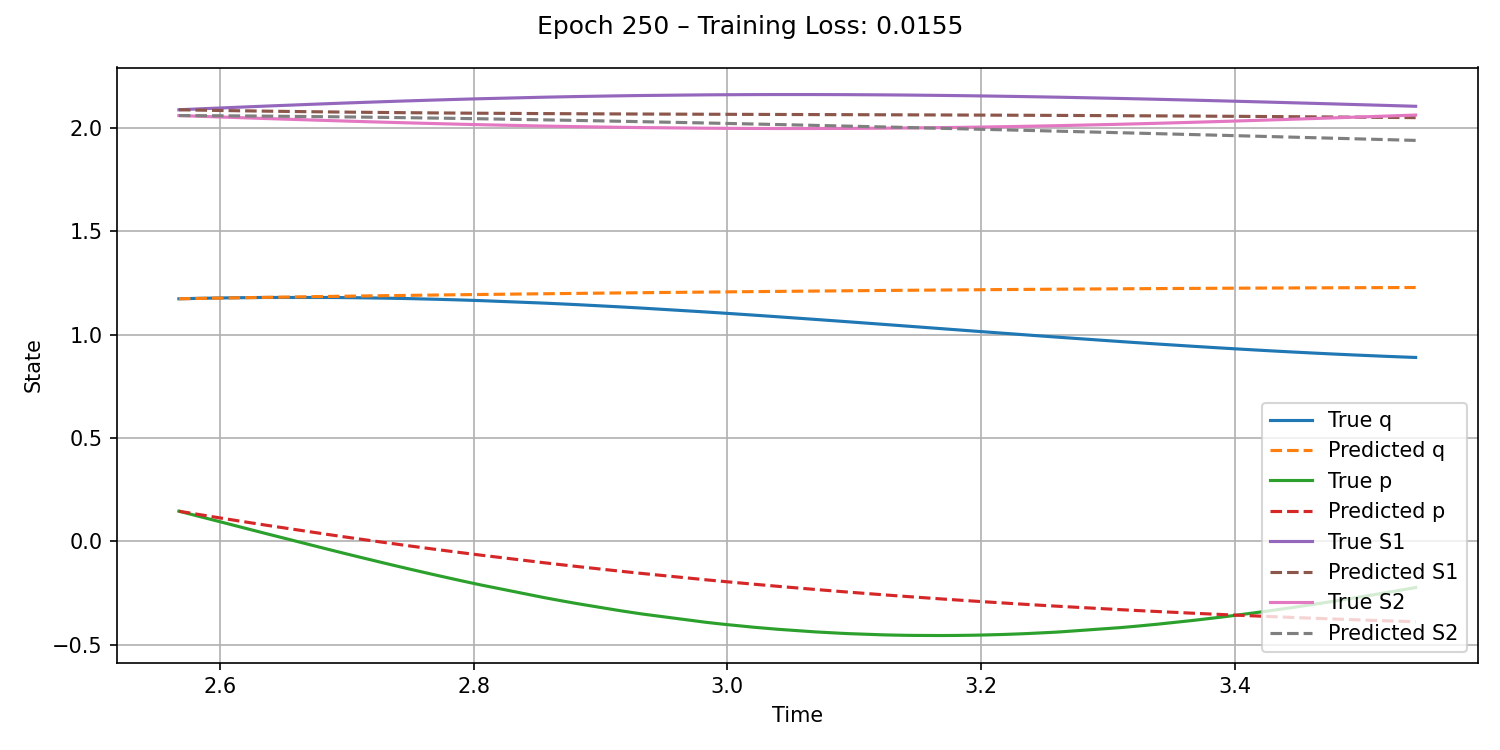 Epoch 250 – Training Loss: 0.0155
State
2.0
1.5
1.0
0.5
0.0
−0.5
True q
Predicted q
True p
Predicted p
True S1
Predicted S1
True S2
Predicted S2
2.6 2.8 3.0 3.2 3.4
Time